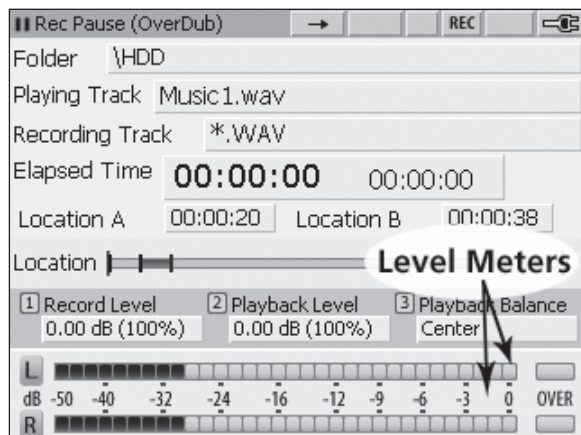 Rec Pause (OverDub) → REC
Folder \HDD
Playing Track Music1.wav
Recording Track *.WAV
Elapsed Time 00:00:00 00:00:00
Location A 00:00:20 Location B 00:00:38
Location Level Meters
1 Record Level 2 Playback Level 3 Playback Balance
0.00 dB (100%) 0.00 dB (100%) Center
L
dB -50 -40 -32 -24 -16 -12 -9 -6 -3 0 OVER
R